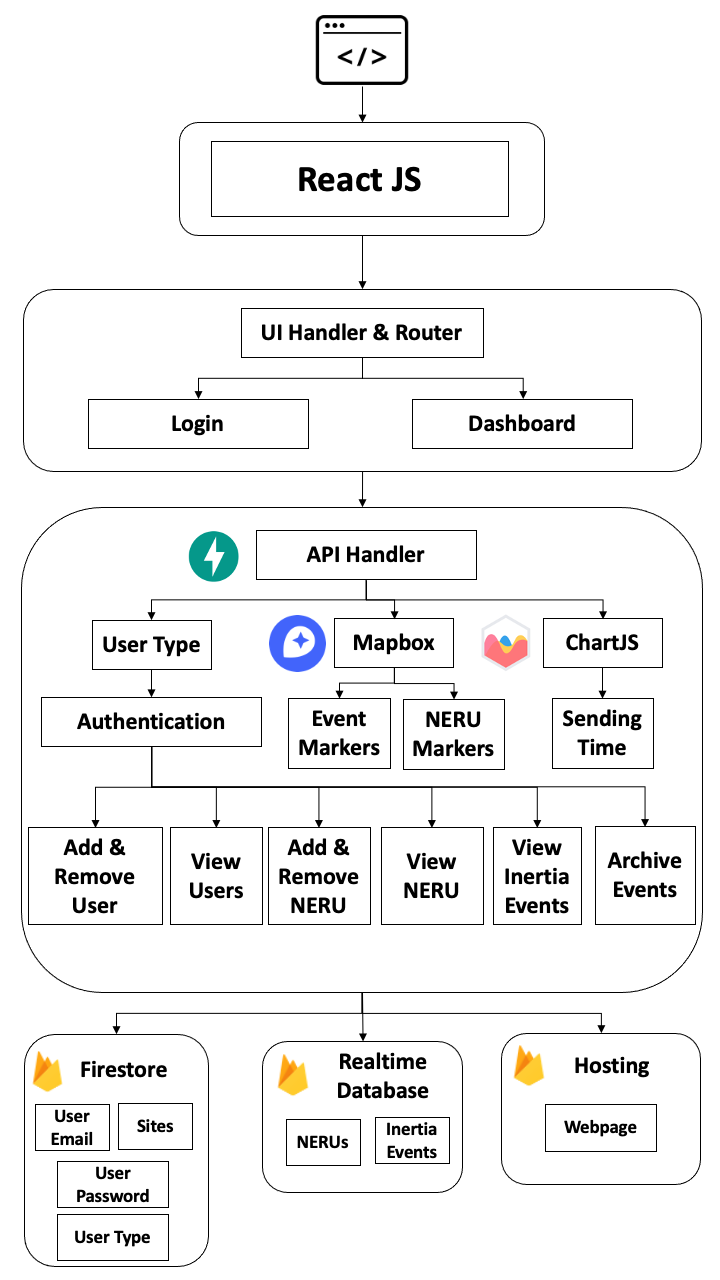 </>
React JS
UI Handler & Router
Login
Dashboard
API Handler
User Type
Mapbox
ChartJS
Authentication
Event
Markers
NERU
Markers
Sending
Time
Add &
Remove
User
View
Users
Add &
Remove
NERU
View
NERU
View
Inertia
Events
Archive
Events
Firestore
User
Email
Sites
User
Password
User Type
Realtime
Database
NERUs
Inertia
Events
Hosting
Webpage